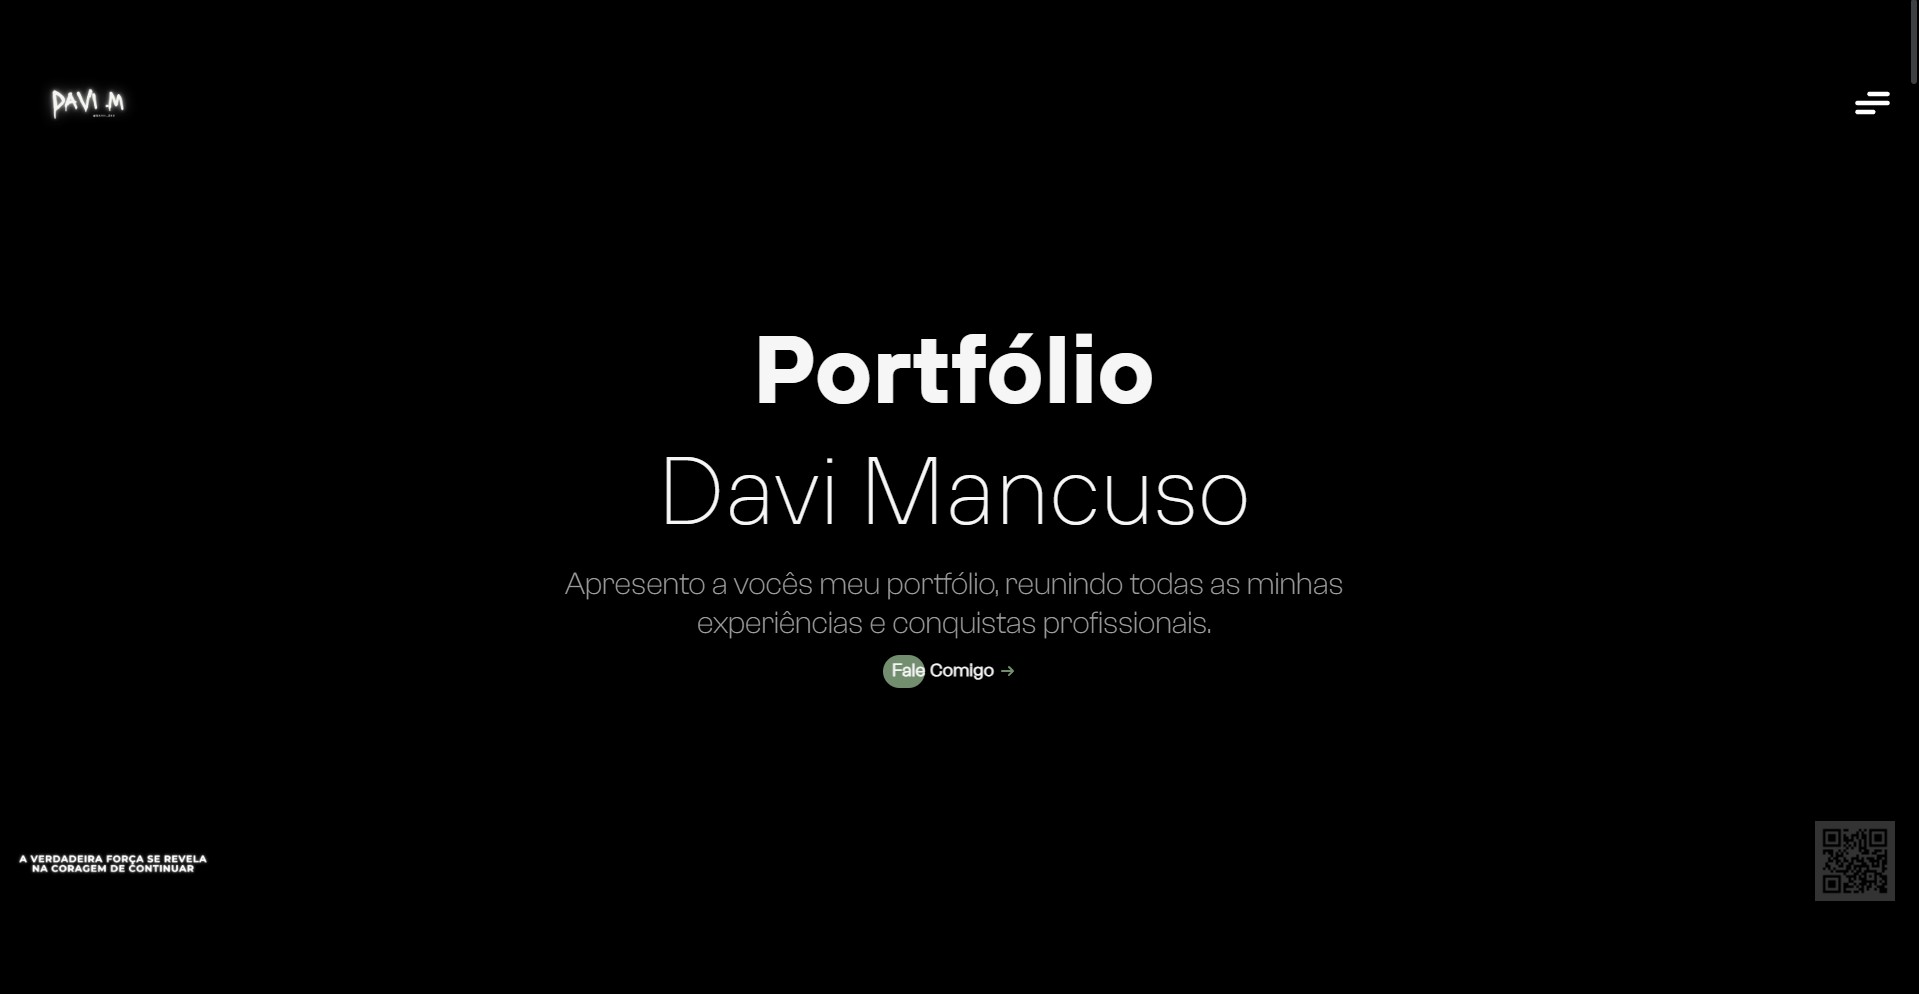 DAVI .M
Portfólio
Davi Mancuso
Apresento a vocês meu portfólio, reunindo todas as minhas
experiências e conquistas profissionais.
Fale Comigo →
A VERDADEIRA FORÇA SE REVELA
NA CORAGEM DE CONTINUAR